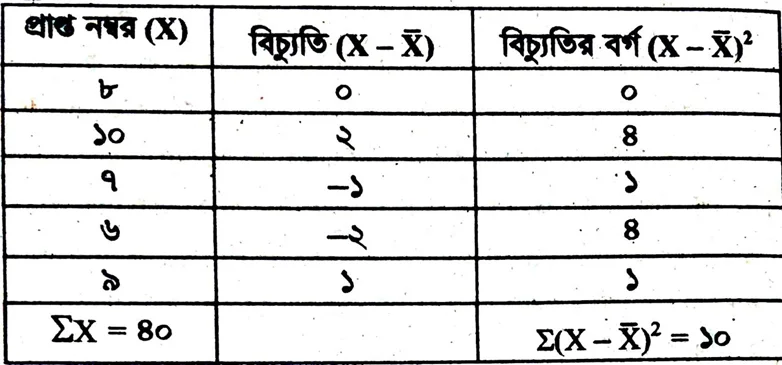 প্রাপ্ত নম্বর (X) বিচ্যুতি (X – X̄) বিচ্যুতির বর্গ (X – X̄)²
৮ ০ ০
১০ ২ ৪
৭ –১ ১
৬ –২ ৪
৯ ১ ১
ΣX = ৪০ Σ(X – X̄)² = ১০